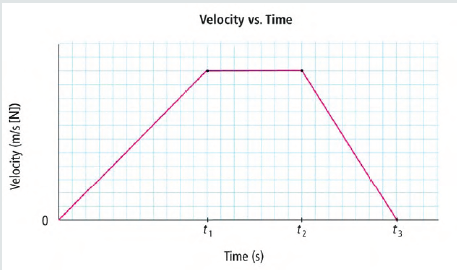 Velocity vs. Time
Velocity (m/s [N])
0
t₁
t₂
t₃
Time (s)